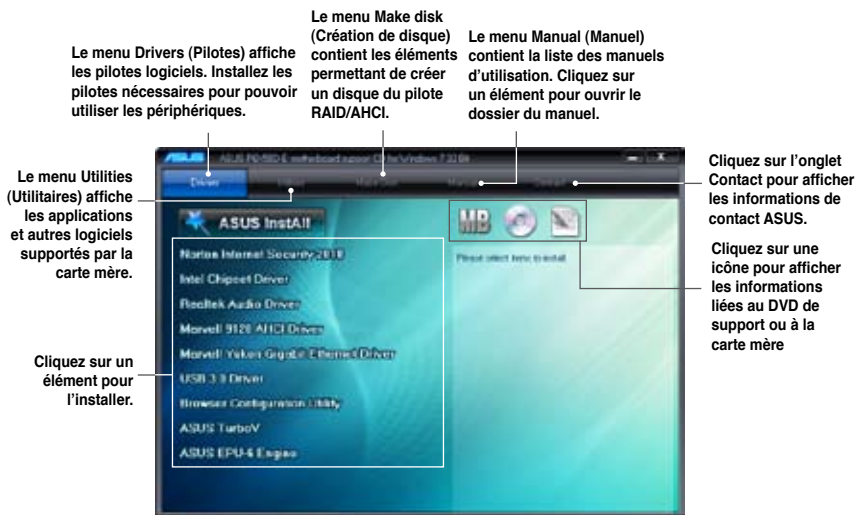 Le menu Drivers (Pilotes) affiche
les pilotes logiciels. Installez les
pilotes nécessaires pour pouvoir
utiliser les périphériques.
Le menu Make disk
(Création de disque)
contient les éléments
permettant de créer
un disque du pilote
RAID/AHCI.
Le menu Manual (Manuel)
contient la liste des manuels
d’utilisation. Cliquez sur
un élément pour ouvrir le
dossier du manuel.
Le menu Utilities
(Utilitaires) affiche
les applications
et autres logiciels
supportés par la
carte mère.
Cliquez sur un
élément pour
l’installer.
ASUS
Drivers
Manual
Contact
ASUS InstAll
Norton Internet Security 2010
Intel Chipset Driver
Realtek Audio Driver
Marvell 9128 AHCI Driver
Marvell Yukon Gigabit Ethernet Driver
USB 3.0 Driver
Browser Configuration Utility
ASUS TurboV
ASUS EPU-6 Engine
MB
Please select items to install
Cliquez sur l’onglet
Contact pour afficher
les informations de
contact ASUS.
Cliquez sur une
icône pour afficher
les informations
liées au DVD de
support ou à la
carte mère